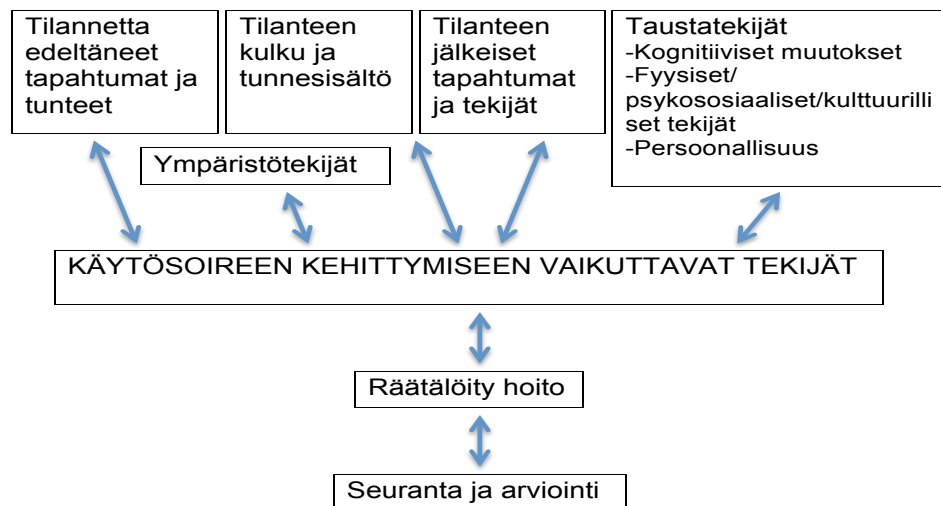 Tilannetta
edeltäneet
tapahtumat ja
tunteet
Tilanteen
kulku ja
tunnesisältö
Tilanteen
jälkeiset
tapahtumat
ja tekijät
Taustatekijät
-Kognitiiviset muutokset
-Fyysiset/
psykososiaaliset/kulttuurilli
set tekijät
-Persoonallisuus
Ympäristötekijät
KÄYTÖSOIREEN KEHITTYMISEEN VAIKUTTAVAT TEKIJÄT
Räätälöity hoito
Seuranta ja arviointi